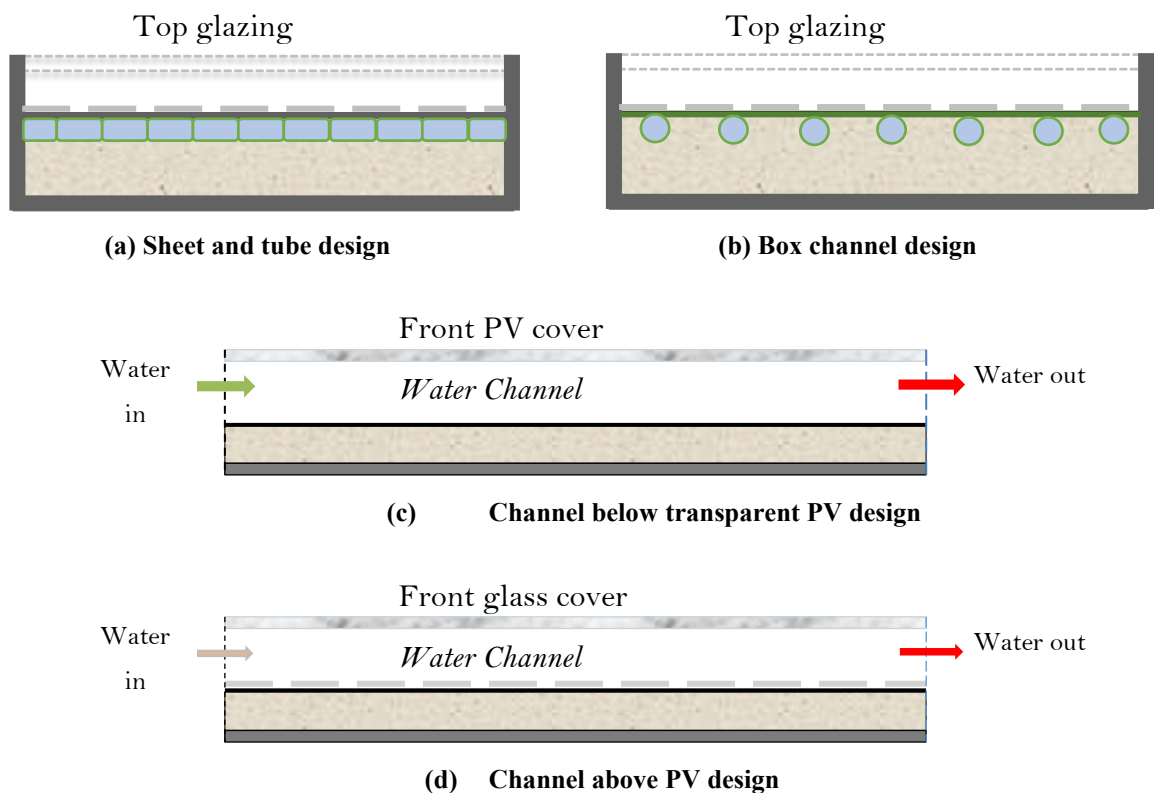 Top glazing
Top glazing
(a) Sheet and tube design
(b) Box channel design
Front PV cover
Water
in
Water Channel
Water out
(c) Channel below transparent PV design
Front glass cover
Water
in
Water Channel
Water out
(d) Channel above PV design